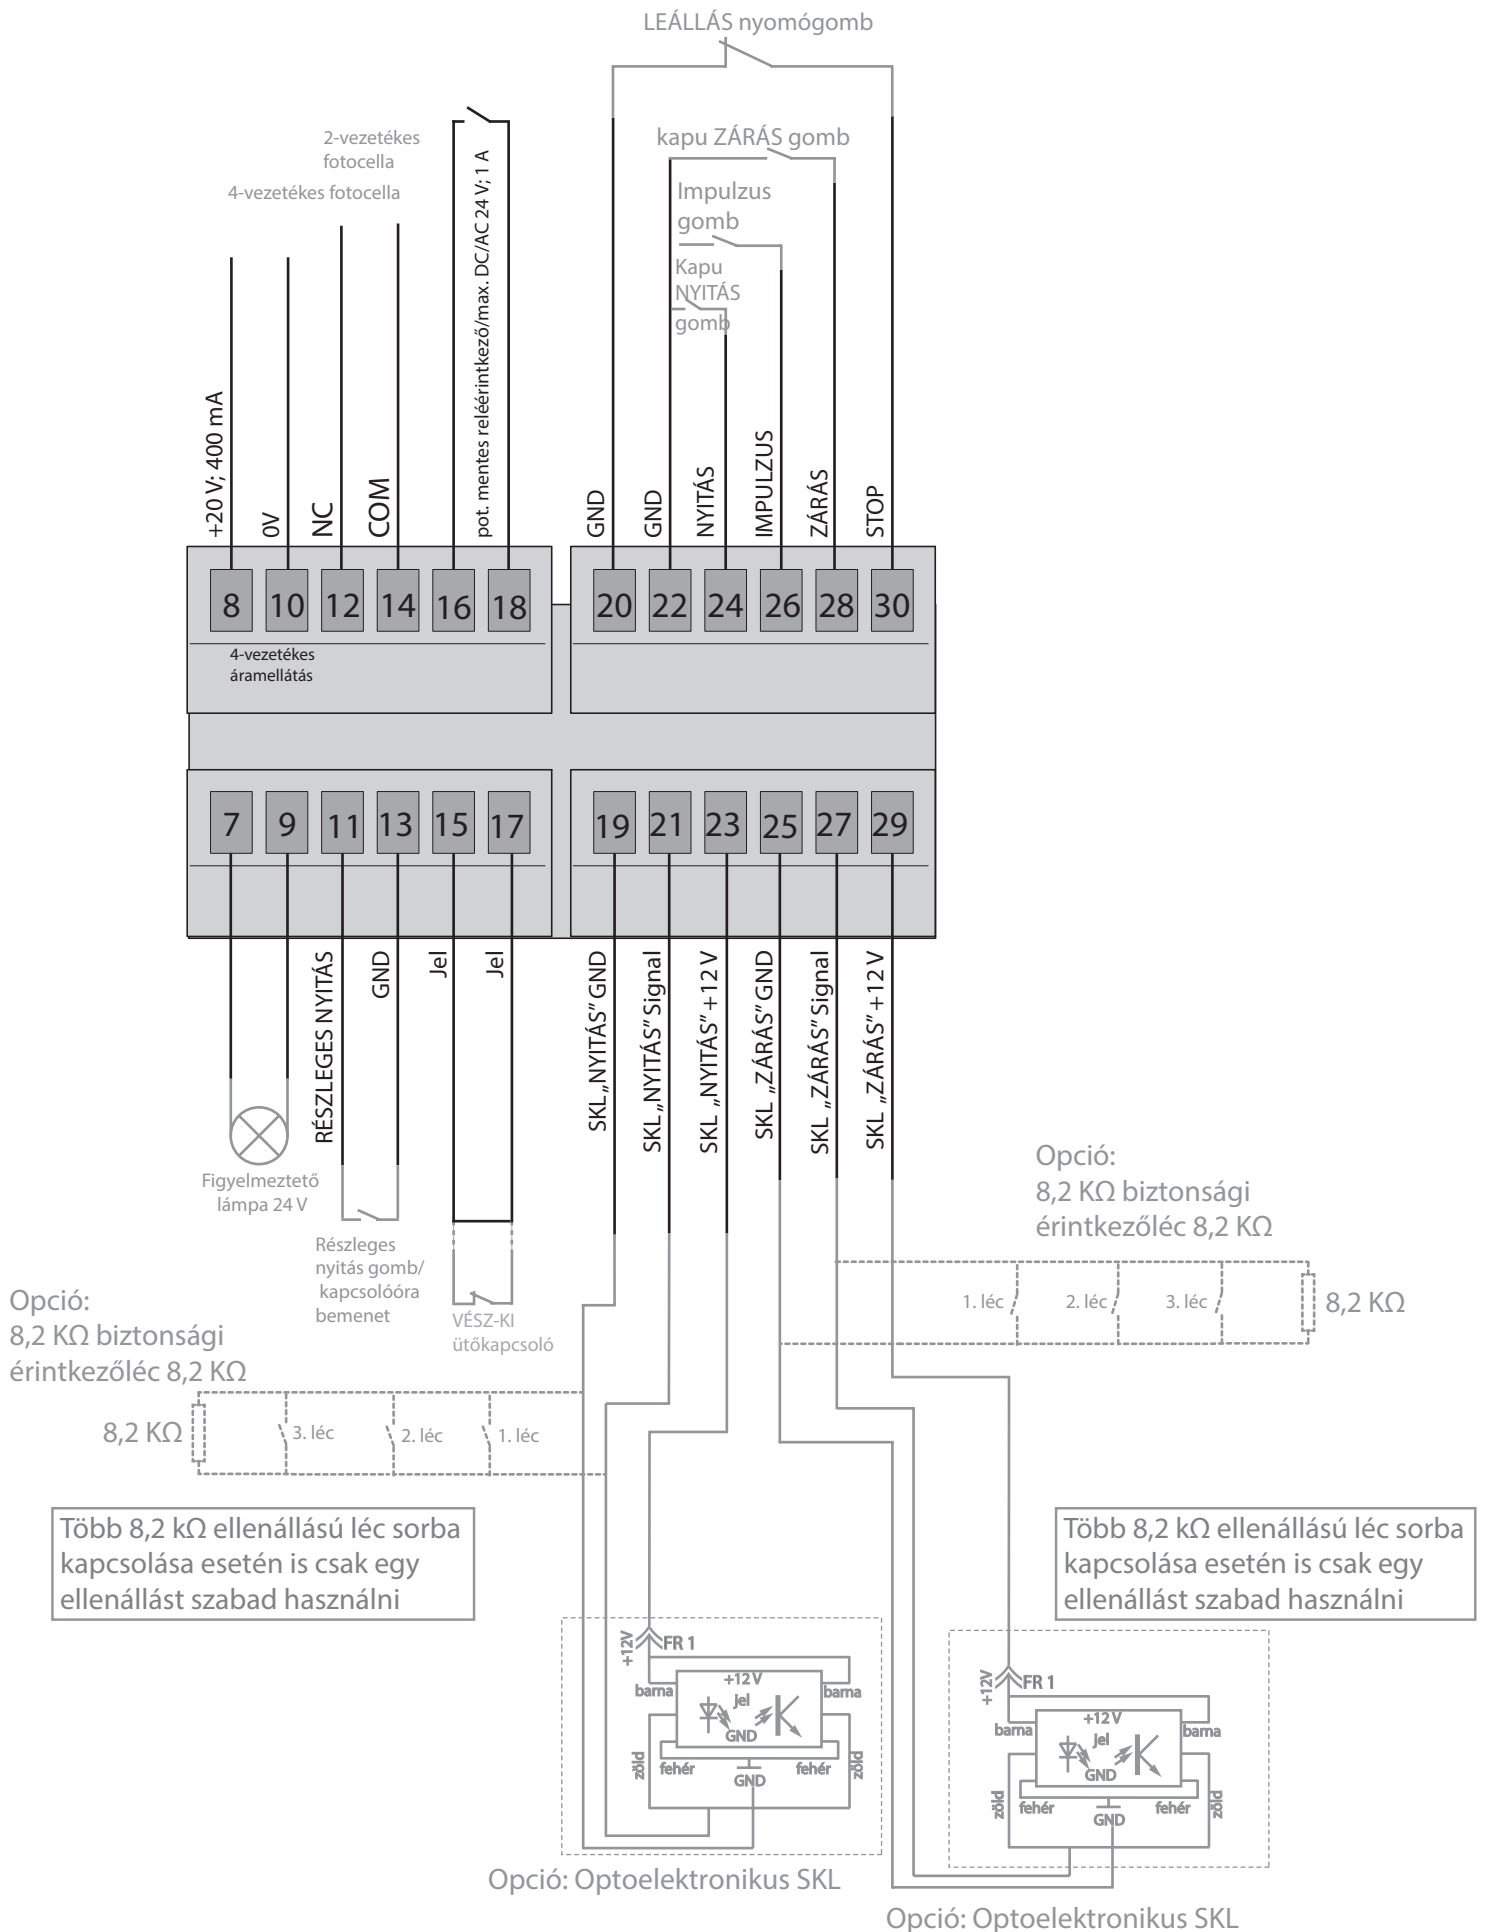 LEÁLLÁS nyomógomb
2-vezetékes
fotocella
4-vezetékes fotocella
kapu ZÁRÁS gomb
Impulzus
gomb
Kapu
NYITÁS
gomb
+20 V; 400 mA
0V
NC
COM
pot. mentes reléérintkező/max. DC/AC 24 V; 1 A
GND
GND
NYITÁS
IMPULZUS
ZÁRÁS
STOP
8
10
12
14
16
18
20
22
24
26
28
30
4-vezetékes
áramellátás
7
9
11
13
15
17
19
21
23
25
27
29
RÉSZLEGES NYITÁS
GND
Jel
Jel
SKL „NYITÁS” GND
SKL „NYITÁS” Signal
SKL „NYITÁS” +12 V
SKL „ZÁRÁS” GND
SKL „ZÁRÁS” Signal
SKL „ZÁRÁS” +12 V
Figyelmeztető
lámpa 24 V
Részleges
nyitás gomb/
kapcsolóóra
bemenet
VÉSZ-KI
ütőkapcsoló
Opció:
8,2 KΩ biztonsági
érintkezőléc 8,2 KΩ
1. léc
2. léc
3. léc
8,2 KΩ
Opció:
8,2 KΩ biztonsági
érintkezőléc 8,2 KΩ
8,2 KΩ
3. léc
2. léc
1. léc
Több 8,2 kΩ ellenállású léc sorba
kapcsolása esetén is csak egy
ellenállást szabad használni
Több 8,2 kΩ ellenállású léc sorba
kapcsolása esetén is csak egy
ellenállást szabad használni
+12V
FR 1
barna
+12 V
jel
GND
barna
zöld
fehér
GND
fehér
zöld
Opció: Optoelektronikus SKL
+12V
FR 1
barna
+12 V
jel
GND
barna
zöld
fehér
GND
fehér
zöld
Opció: Optoelektronikus SKL